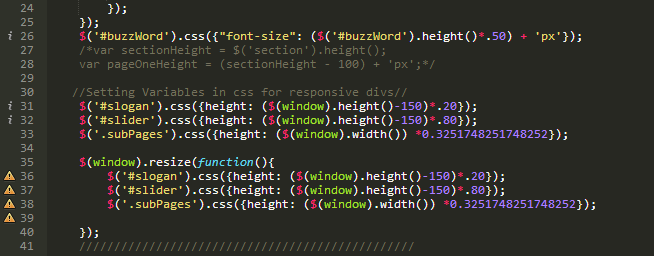 24 });
25 });
i 26 $('#buzzWord').css({"font-size": ($('#buzzWord').height()*.50) + 'px'});
27 /*var sectionHeight = $('section').height();
28 var pageOneHeight = (sectionHeight - 100) + 'px';*/
29
30 //Setting Variables in css for responsive divs//
i 31 $('#slogan').css({height: ($(window).height()-150)*.20});
i 32 $('#slider').css({height: ($(window).height()-150)*.80});
33 $('.subPages').css({height: ($(window).width()) *0.3251748251748252});
34
35 $(window).resize(function(){
36 $('#slogan').css({height: ($(window).height()-150)*.20});
37 $('#slider').css({height: ($(window).height()-150)*.80});
38 $('.subPages').css({height: ($(window).width()) *0.3251748251748252});
39
40 });
41 ////////////////////////////////////////////////